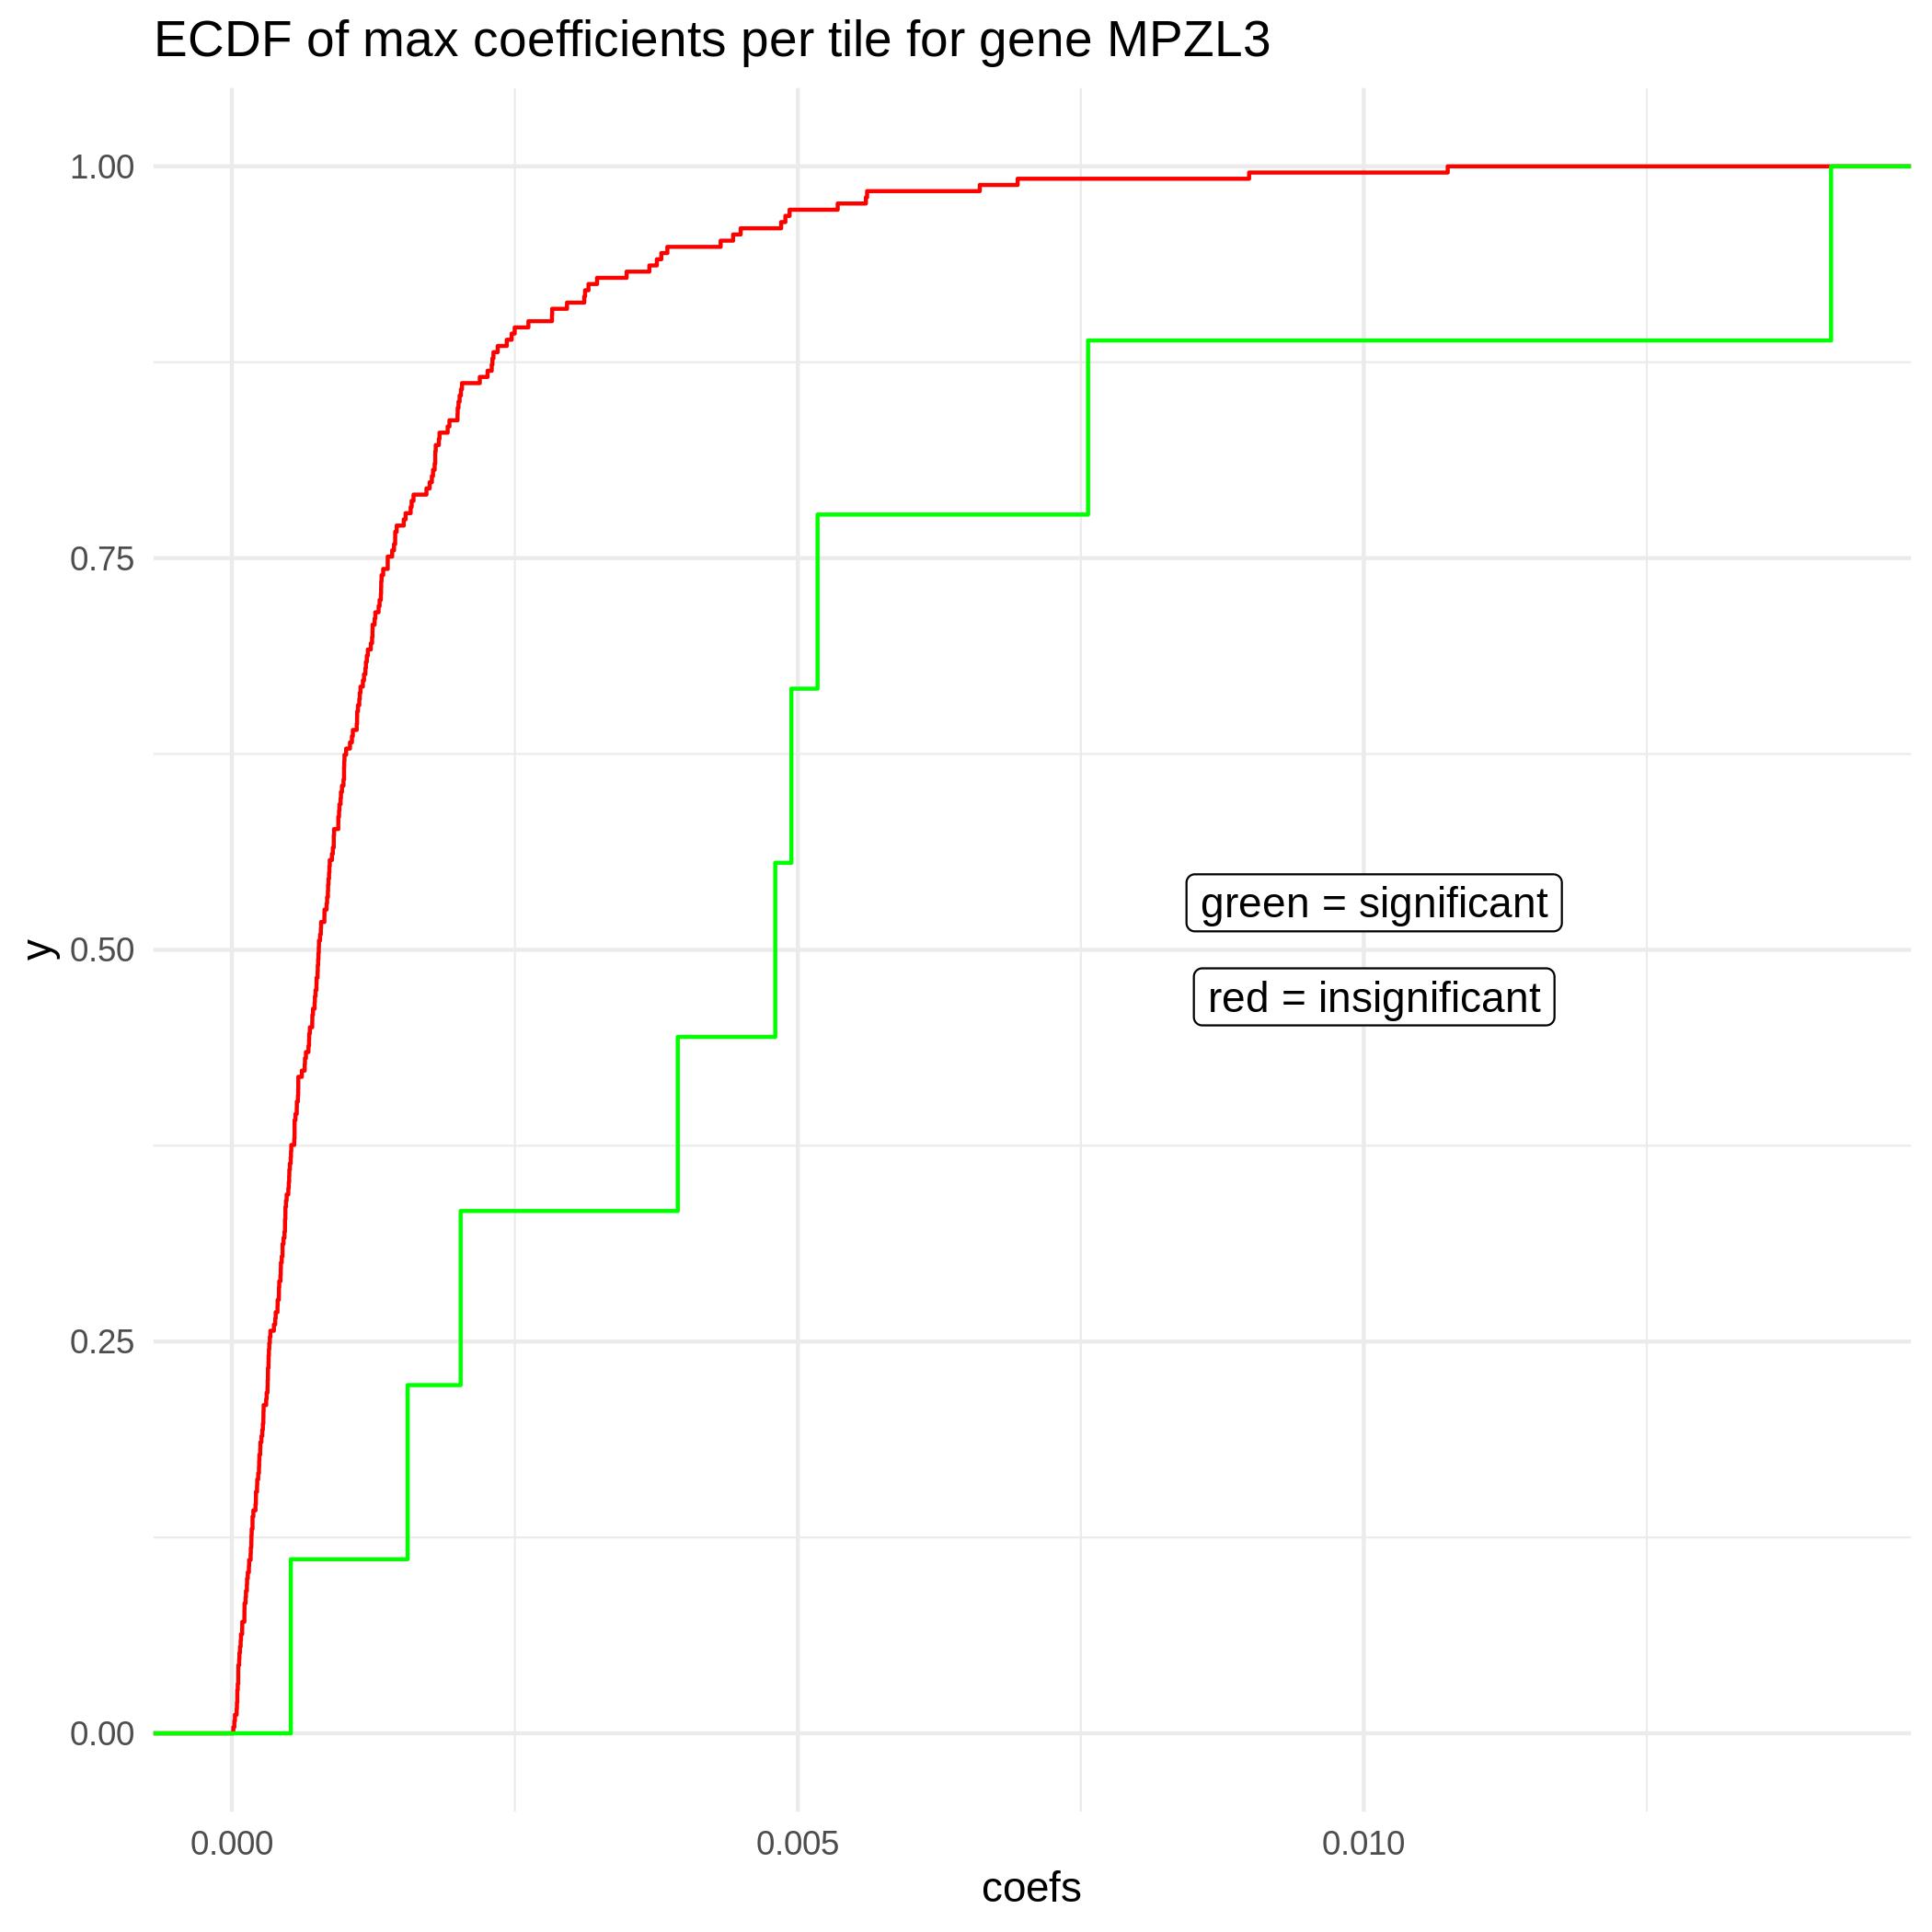 ECDF of max coefficients per tile for gene MPZL3
1.00
0.75
0.50
0.25
0.00
y
green = significant
red = insignificant
0.000
0.005
0.010
coefs